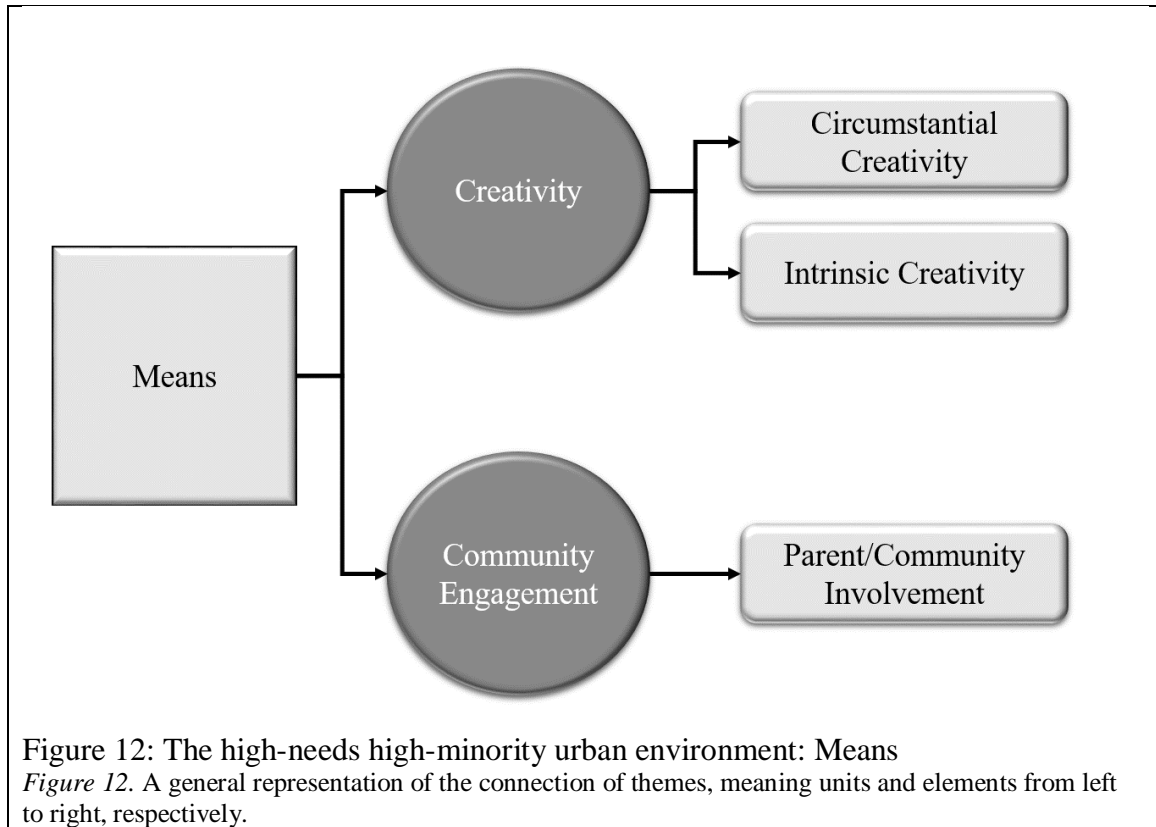 Means
Creativity
Circumstantial
Creativity
Intrinsic Creativity
Community
Engagement
Parent/Community
Involvement
Figure 12: The high-needs high-minority urban environment: Means
Figure 12. A general representation of the connection of themes, meaning units and elements from left
to right, respectively.